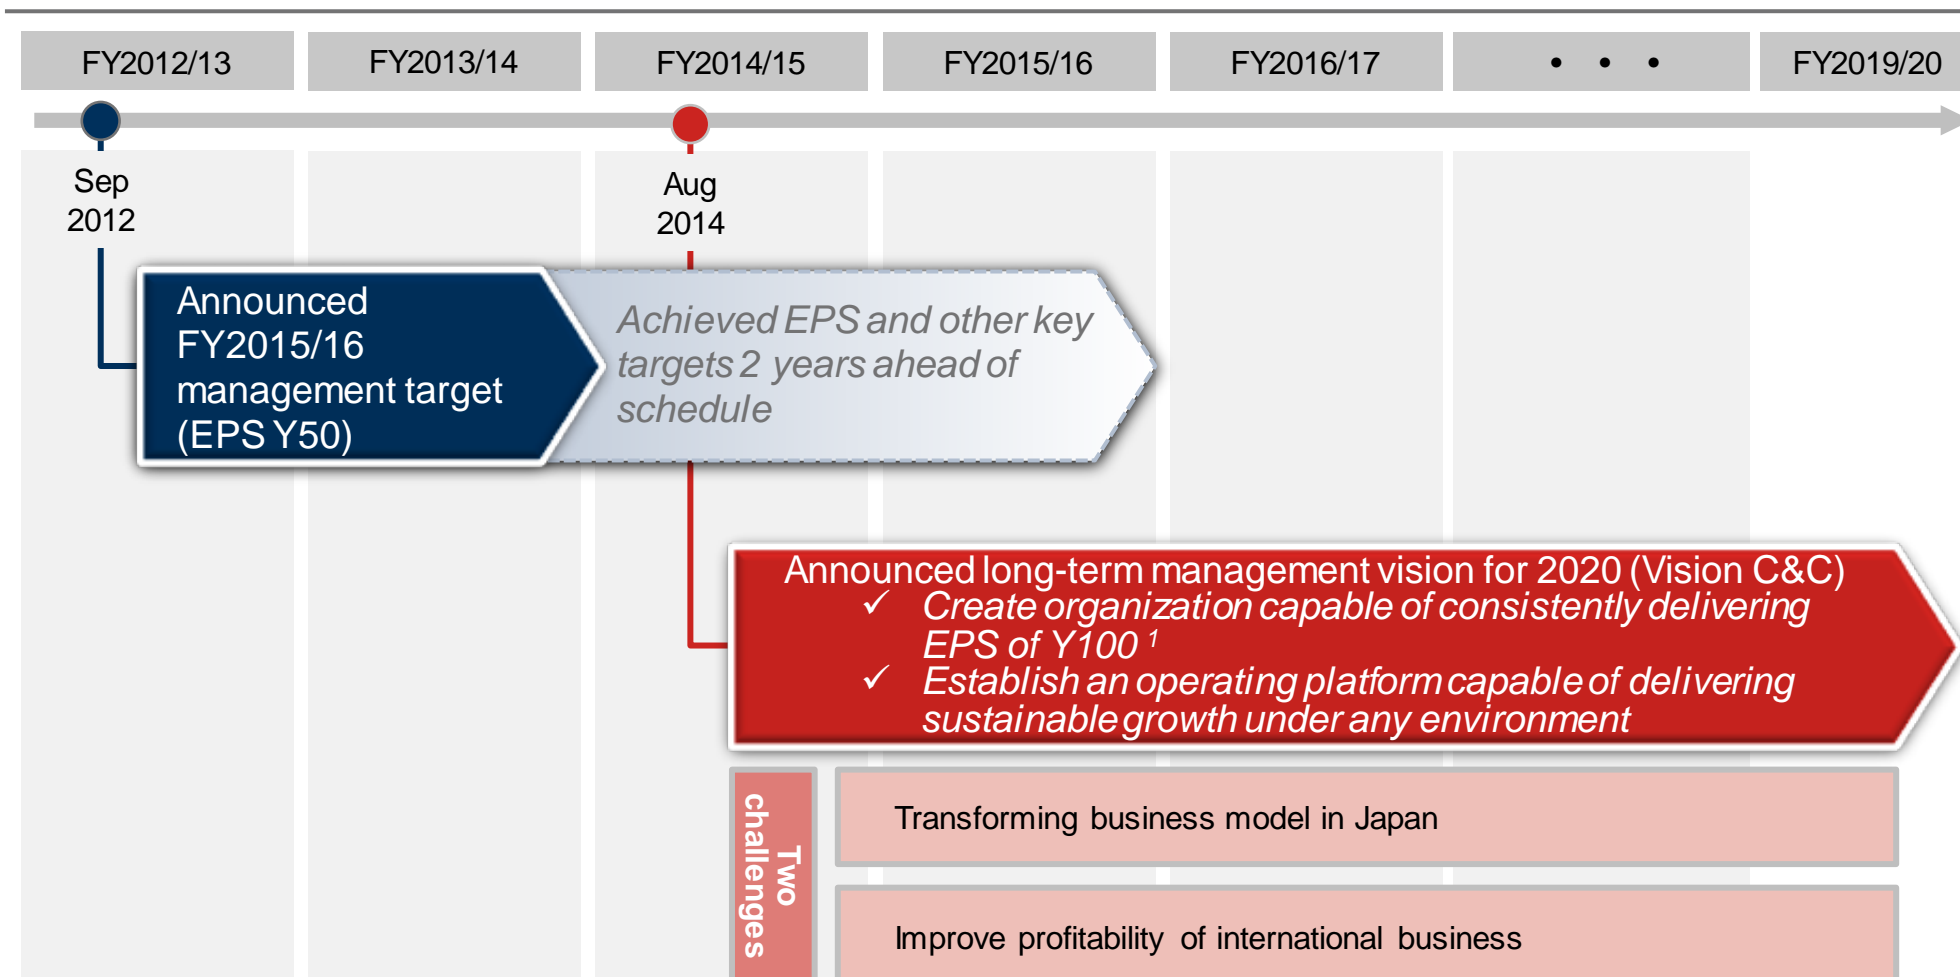 FY2012/13 FY2013/14 FY2014/15 FY2015/16 FY2016/17 • • • FY2019/20
Sep
2012
Aug
2014
Announced
FY2015/16
management target
(EPS Y50)
Achieved EPS and other key
targets 2 years ahead of
schedule
Announced long-term management vision for 2020 (Vision C&C)
✓ Create organization capable of consistently delivering
EPS of Y100 ¹
✓ Establish an operating platform capable of delivering
sustainable growth under any environment
Two
challenges
Transforming business model in Japan
Improve profitability of international business